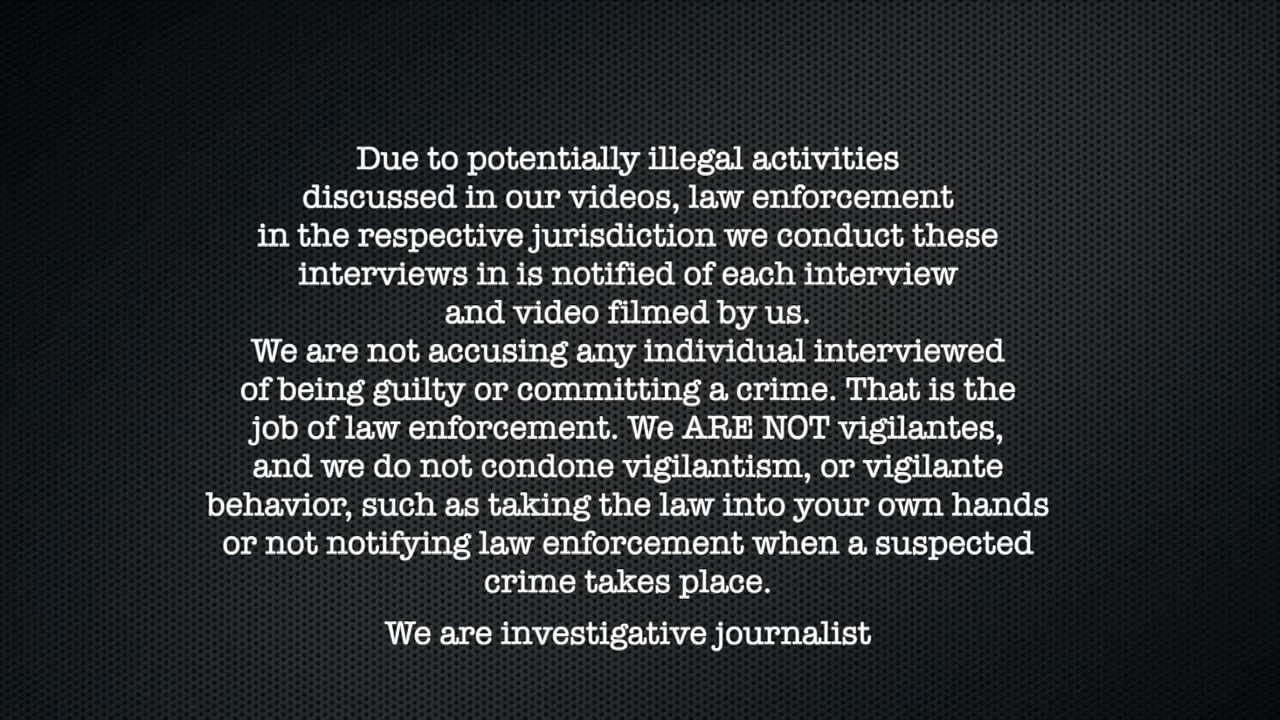 Due to potentially illegal activities
discussed in our videos, law enforcement
in the respective jurisdiction we conduct these
interviews in is notified of each interview
and video filmed by us.
We are not accusing any individual interviewed
of being guilty or committing a crime. That is the
job of law enforcement. We ARE NOT vigilantes,
and we do not condone vigilantism, or vigilante
behavior, such as taking the law into your own hands
or not notifying law enforcement when a suspected
crime takes place.
We are investigative journalist